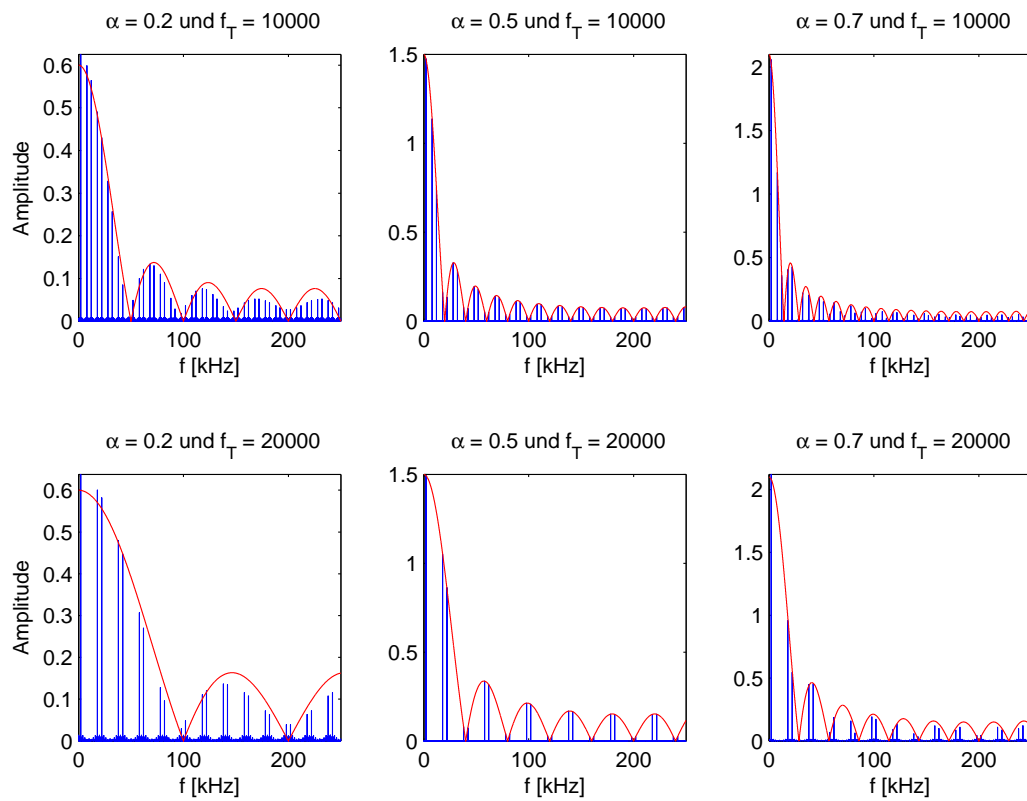 α = 0.2 und f_T = 10000
0.6
0.5
0.4
0.3
0.2
0.1
0
Amplitude
0 100 200
f [kHz]
α = 0.5 und f_T = 10000
1.5
1
0.5
0
0 100 200
f [kHz]
α = 0.7 und f_T = 10000
2
1.5
1
0.5
0
0 100 200
f [kHz]
α = 0.2 und f_T = 20000
0.6
0.5
0.4
0.3
0.2
0.1
0
Amplitude
0 100 200
f [kHz]
α = 0.5 und f_T = 20000
1.5
1
0.5
0
0 100 200
f [kHz]
α = 0.7 und f_T = 20000
2
1.5
1
0.5
0
0 100 200
f [kHz]